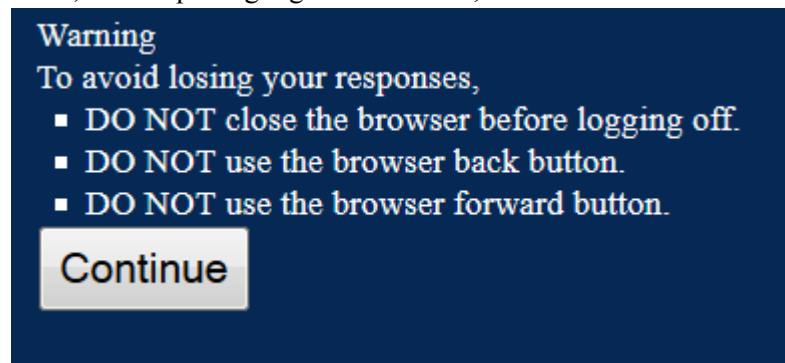 Warning
To avoid losing your responses,
▪ DO NOT close the browser before logging off.
▪ DO NOT use the browser back button.
▪ DO NOT use the browser forward button.
Continue